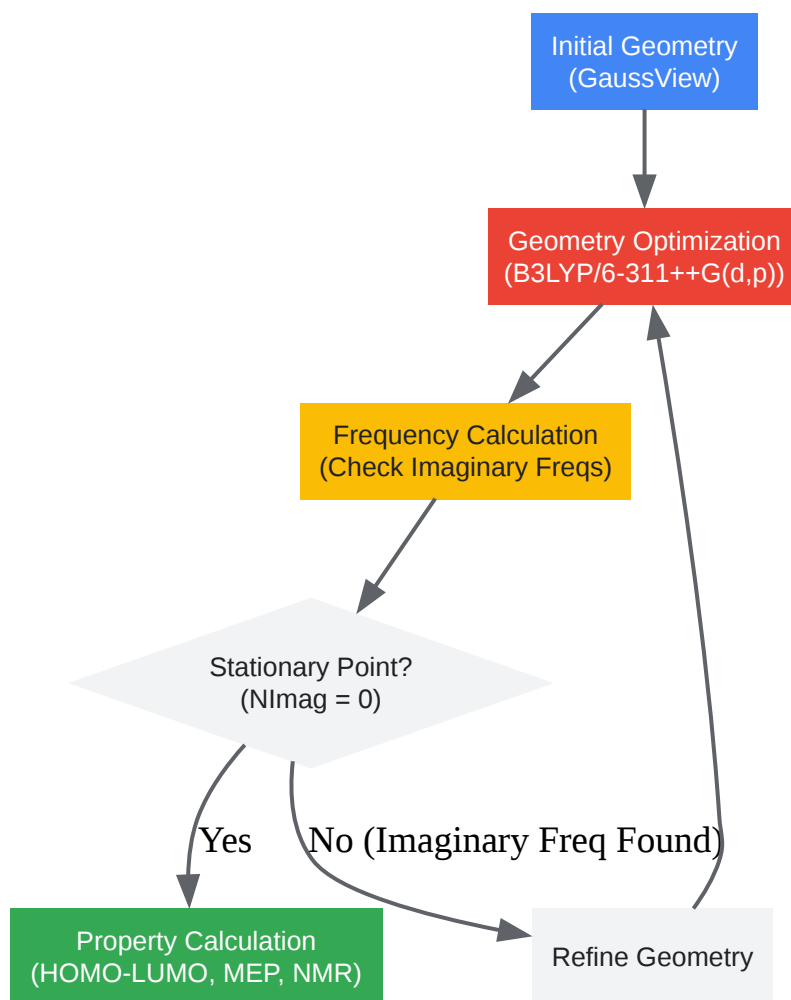 Initial Geometry
(GaussView)
Geometry Optimization
(B3LYP/6-311++G(d,p))
Frequency Calculation
(Check Imaginary Freqs)
Stationary Point?
(NImag = 0)
Yes
No (Imaginary Freq Found)
Property Calculation
(HOMO-LUMO, MEP, NMR)
Refine Geometry